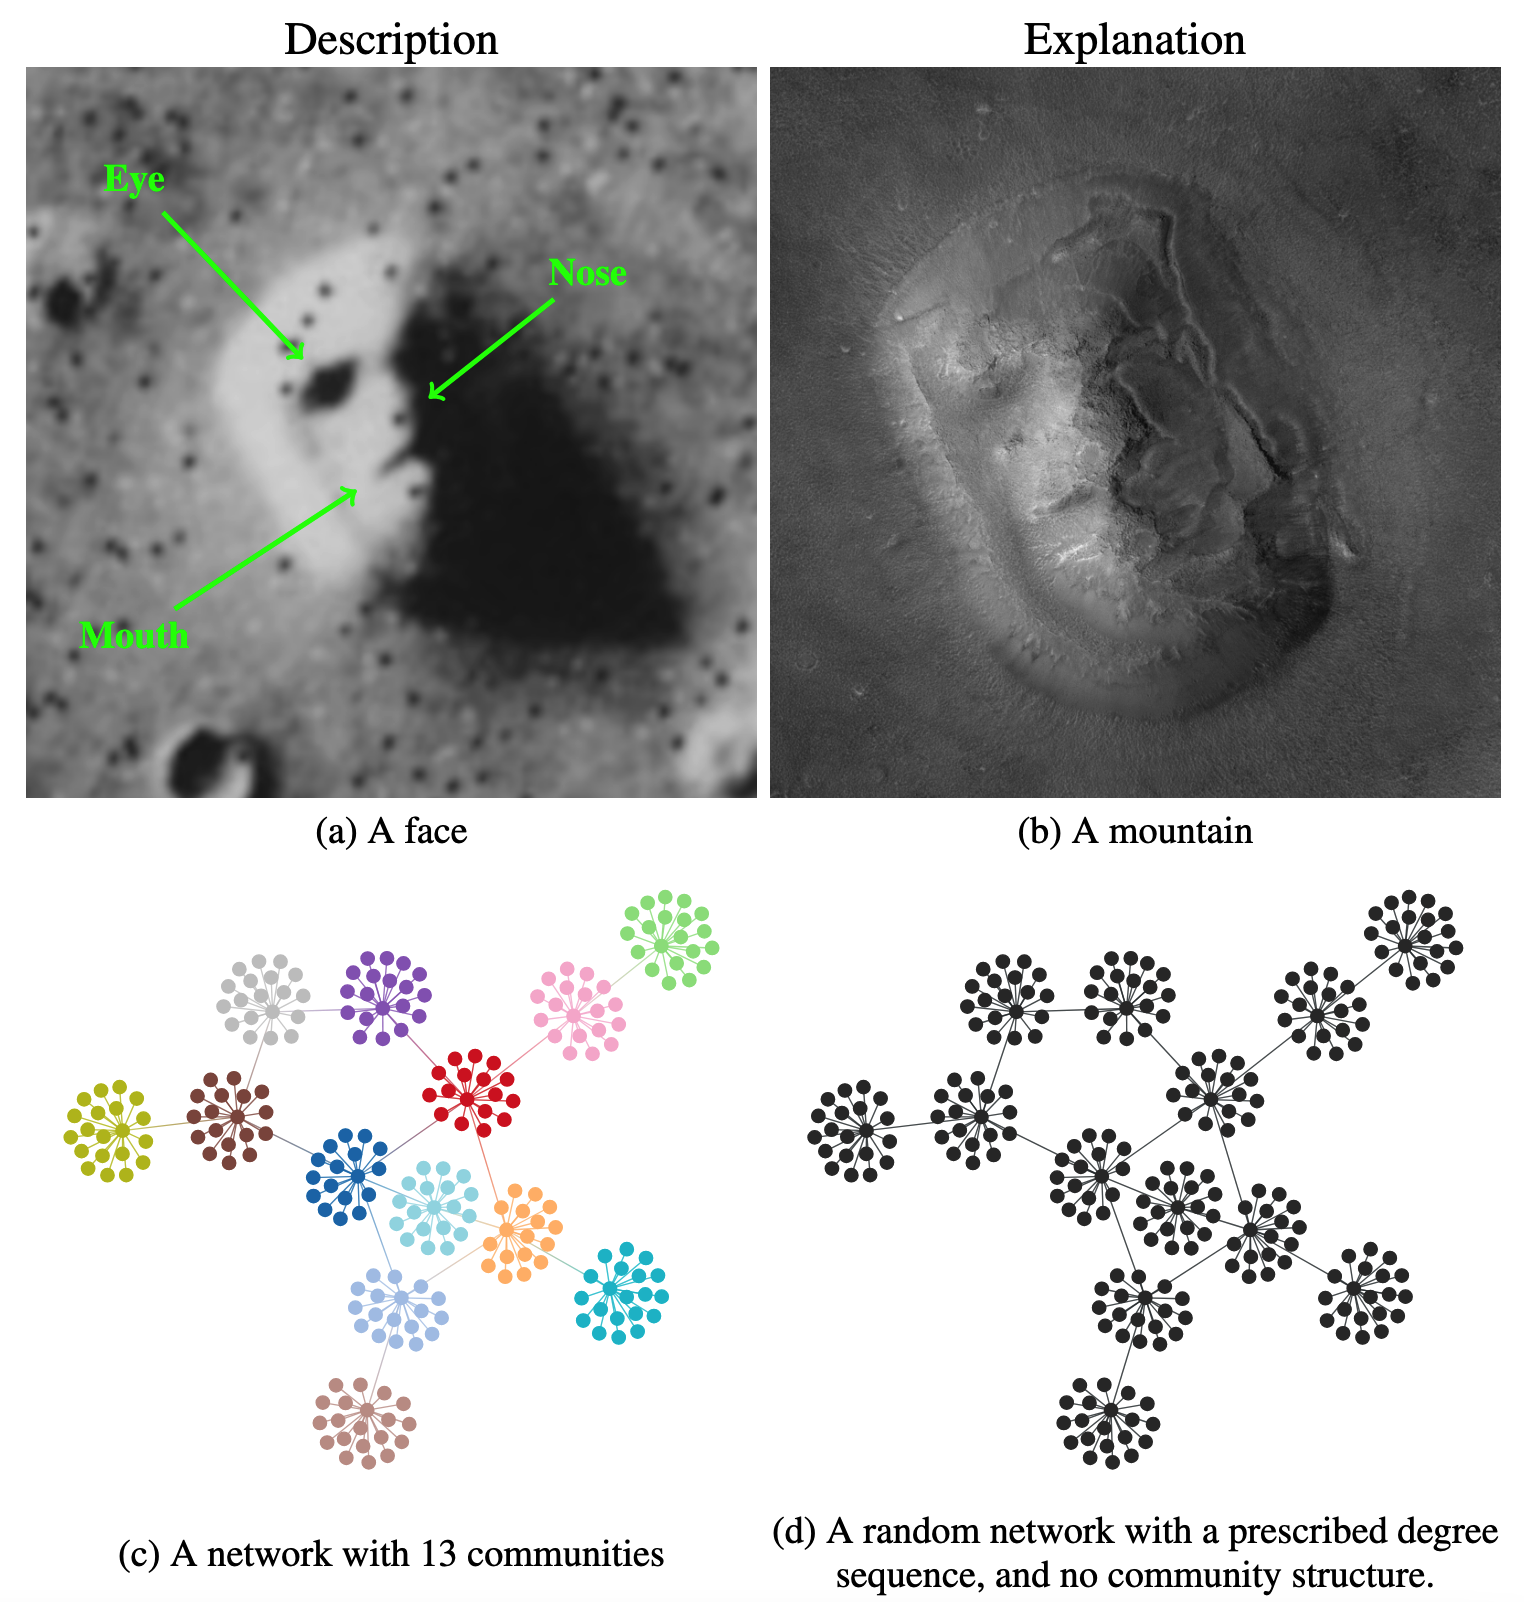 Description
Explanation
Eye
Nose
Mouth
(a) A face
(b) A mountain
(c) A network with 13 communities
(d) A random network with a prescribed degree
sequence, and no community structure.